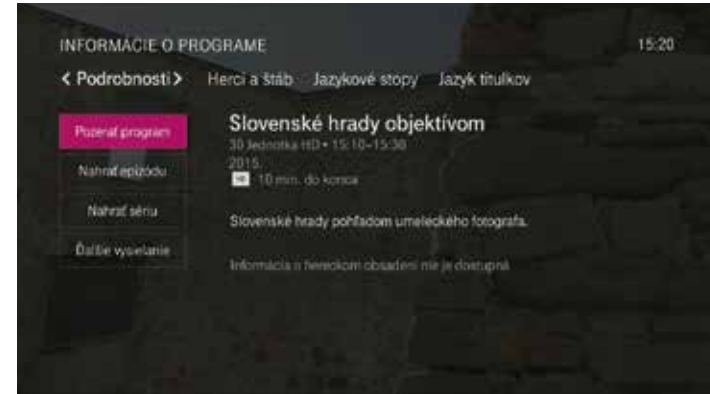 INFORMÁCIE O PROGRAME 15:20
< Podrobnosti > Herci a štáb Jazykové stopy Jazyk titulkov
Pozerať program
Nahrať epizódu
Nahrať sériu
Ďalšie vysielanie
Slovenské hrady objektívom
30 Jednotka HD • 15:10–15:30
2015,
HD 10 min. do konca
Slovenské hrady pohľadom umeleckého fotografa.
Informácia o hereckom obsadení nie je dostupná